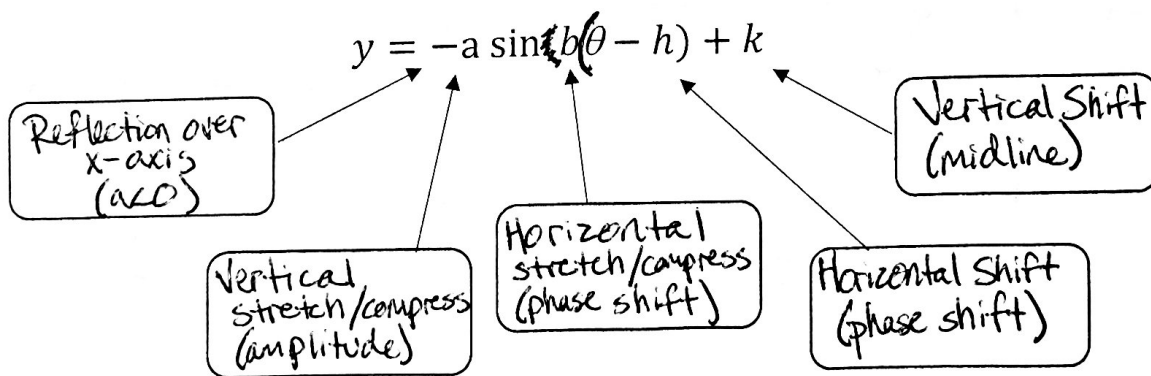 y = −a sin b(θ − h) + k
Reflection over
x-axis
(a<0)
Vertical
stretch/compress
(amplitude)
Horizontal
stretch/compress
(phase shift)
Horizontal Shift
(phase shift)
Vertical Shift
(midline)